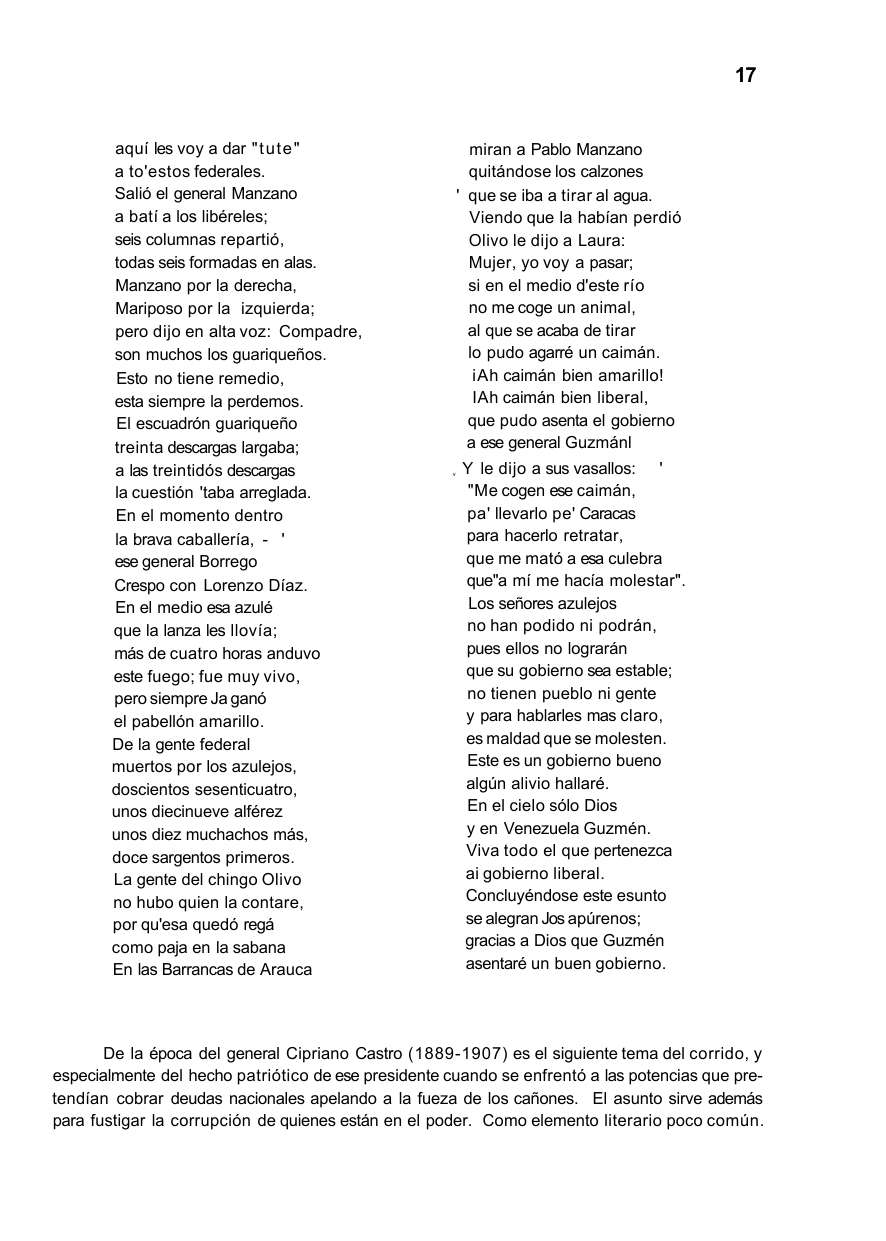 17
aquí les voy a dar "tute"
a to'estos federales.
Salió el general Manzano
a batí a los libéreles;
seis columnas repartió,
todas seis formadas en alas.
Manzano por la derecha,
Mariposo por la izquierda;
pero dijo en alta voz: Compadre,
son muchos los guariqueños.
Esto no tiene remedio,
esta siempre la perdemos.
El escuadrón guariqueño
treinta descargas largaba;
a las treintidós descargas
la cuestión 'taba arreglada.
En el momento dentro
la brava caballería, - '
ese general Borrego
Crespo con Lorenzo Díaz.
En el medio esa azulé
que la lanza les llovía;
más de cuatro horas anduvo
este fuego; fue muy vivo,
pero siempre Ja ganó
el pabellón amarillo.
De la gente federal
muertos por los azulejos,
doscientos sesenticuatro,
unos diecinueve alférez
unos diez muchachos más,
doce sargentos primeros.
La gente del chingo Olivo
no hubo quien la contare,
por qu'esa quedó regá
como paja en la sabana
En las Barrancas de Arauca
miran a Pablo Manzano
quitándose los calzones
' que se iba a tirar al agua.
Viendo que la habían perdió
Olivo le dijo a Laura:
Mujer, yo voy a pasar;
si en el medio d'este río
no me coge un animal,
al que se acaba de tirar
lo pudo agarré un caimán.
¡Ah caimán bien amarillo!
IAh caimán bien liberal,
que pudo asenta el gobierno
a ese general Guzmánl
Y le dijo a sus vasallos: '
"Me cogen ese caimán,
pa' llevarlo pe' Caracas
para hacerlo retratar,
que me mató a esa culebra
que"a mí me hacía molestar".
Los señores azulejos
no han podido ni podrán,
pues ellos no lograrán
que su gobierno sea estable;
no tienen pueblo ni gente
y para hablarles mas claro,
es maldad que se molesten.
Este es un gobierno bueno
algún alivio hallaré.
En el cielo sólo Dios
y en Venezuela Guzmén.
Viva todo el que pertenezca
ai gobierno liberal.
Concluyéndose este esunto
se alegran Jos apúrenos;
gracias a Dios que Guzmén
asentaré un buen gobierno.
De la época del general Cipriano Castro (1889-1907) es el siguiente tema del corrido, y
especialmente del hecho patriótico de ese presidente cuando se enfrentó a las potencias que pre-
tendían cobrar deudas nacionales apelando a la fueza de los cañones. El asunto sirve además
para fustigar la corrupción de quienes están en el poder. Como elemento literario poco común.